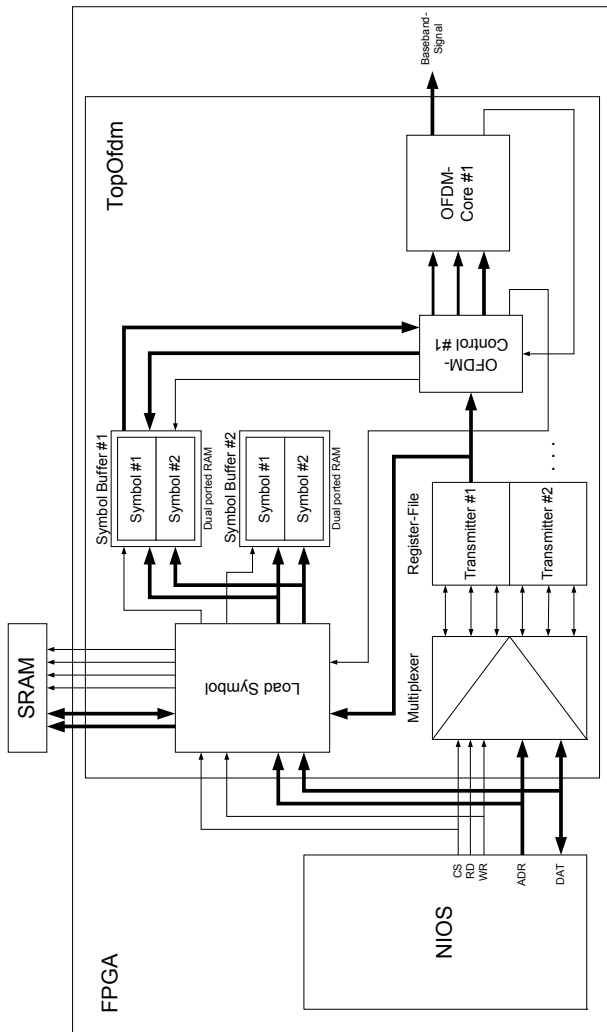 FPGA
SRAM
TopOfdm
NIOS
CS
RD
WR
ADR
DAT
Load Symbol
Multiplexer
Symbol Buffer #1
Symbol #1
Symbol #2
Dual ported RAM
Symbol Buffer #2
Symbol #1
Symbol #2
Dual ported RAM
Register-File
Transmitter #1
Transmitter #2
. . .
OFDM-
Control #1
OFDM-
Core #1
Baseband-
Signal